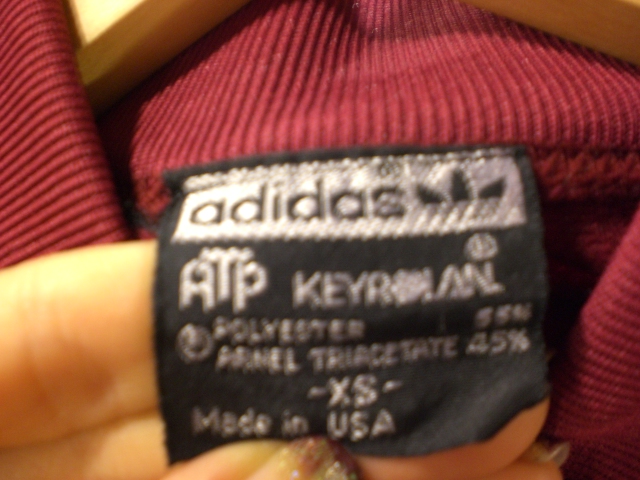 adidas
ATP KEYROLAN
POLYESTER 55%
ARNEL TRIACETATE 45%
-XS-
Made in USA